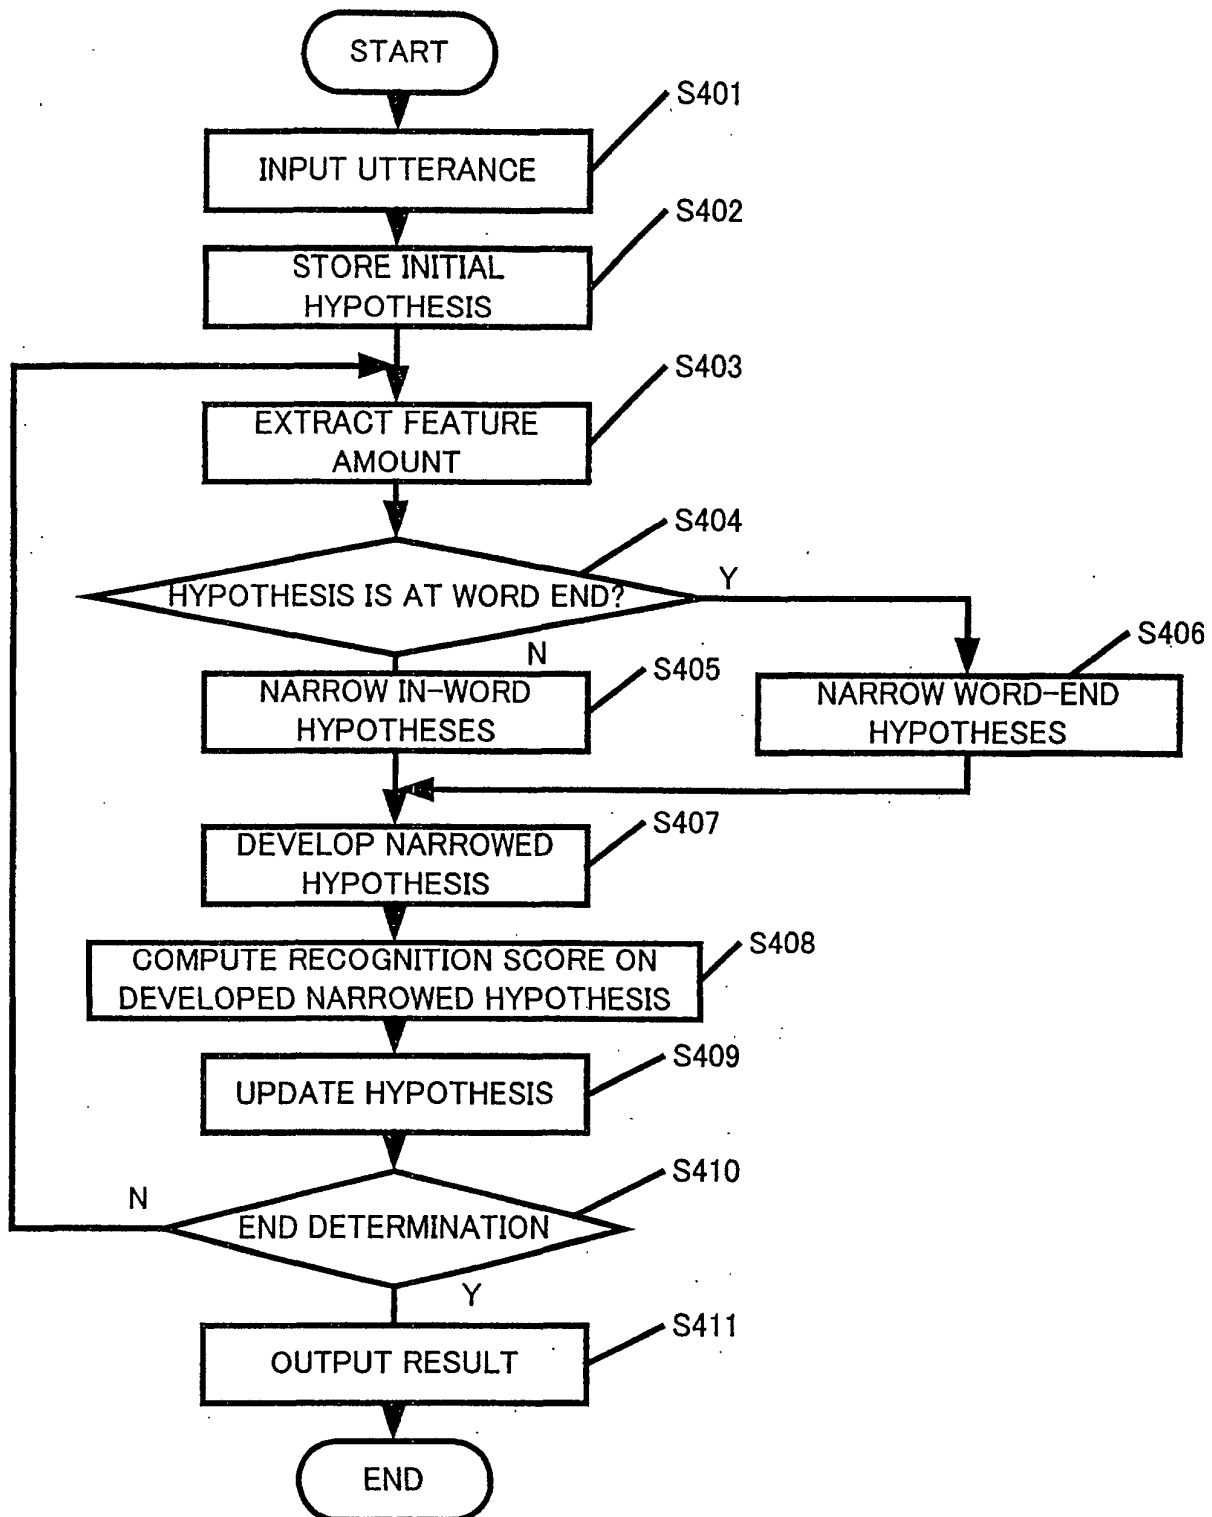 START
S401
INPUT UTTERANCE
S402
STORE INITIAL
HYPOTHESIS
S403
EXTRACT FEATURE
AMOUNT
S404
HYPOTHESIS IS AT WORD END?
Y
N
S405
NARROW IN-WORD
HYPOTHESES
S406
NARROW WORD-END
HYPOTHESES
S407
DEVELOP NARROWED
HYPOTHESIS
S408
COMPUTE RECOGNITION SCORE ON
DEVELOPED NARROWED HYPOTHESIS
S409
UPDATE HYPOTHESIS
S410
N
END DETERMINATION
Y
S411
OUTPUT RESULT
END